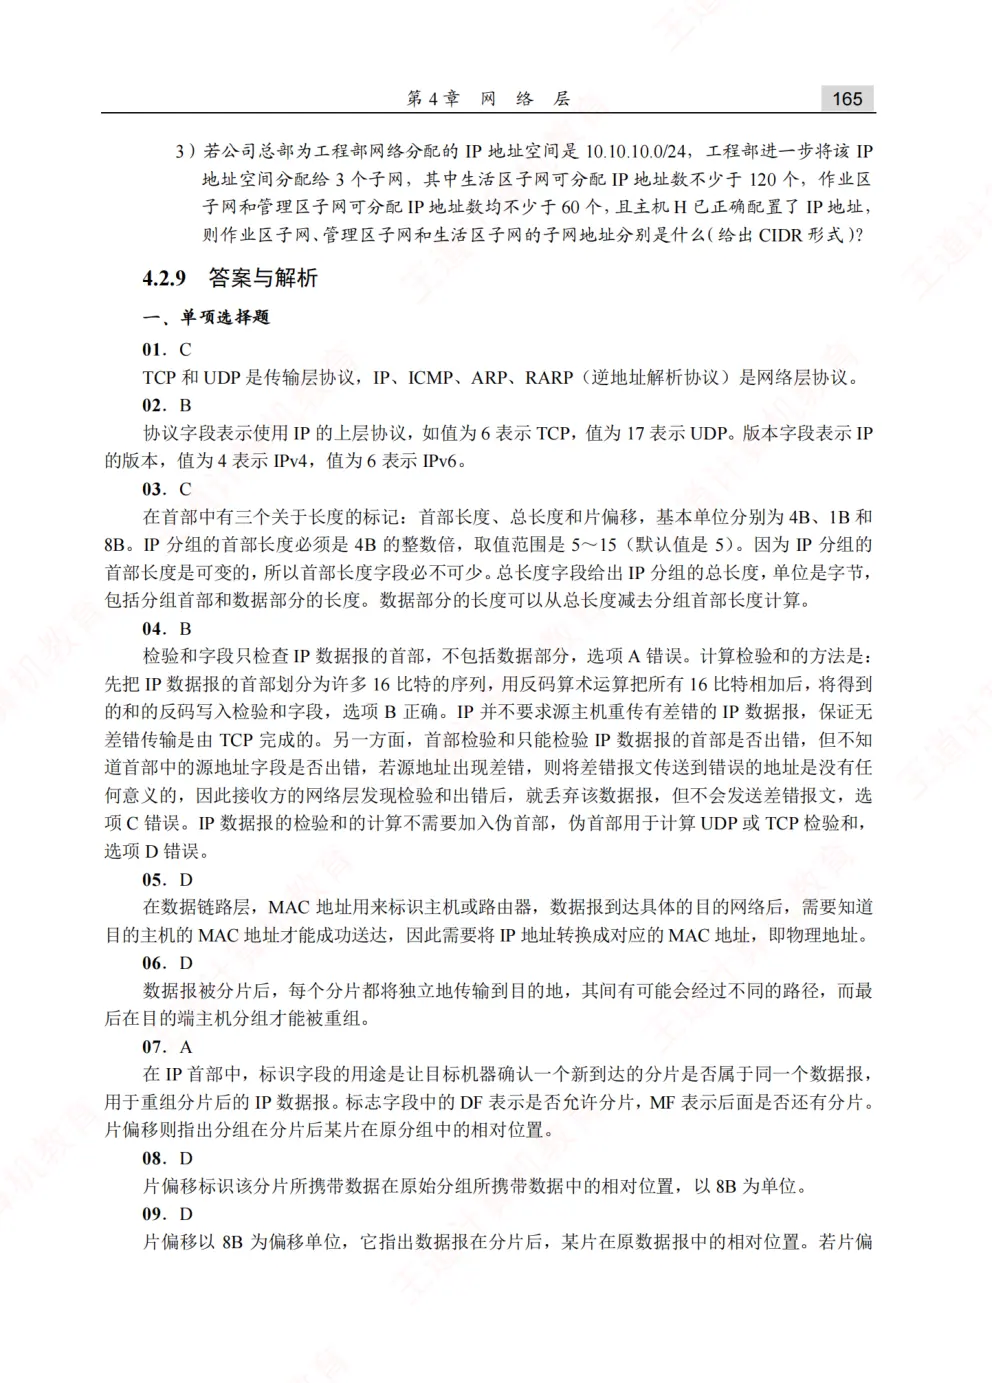 第4章 网 络 层 165
3）若公司总部为工程部网络分配的 IP 地址空间是 10.10.10.0/24，工程部进一步将该 IP
地址空间分配给 3 个子网，其中生活区子网可分配 IP 地址数不少于 120 个，作业区
子网和管理区子网可分配 IP 地址数均不少于 60 个，且主机 H 已正确配置了 IP 地址，
则作业区子网、管理区子网和生活区子网的子网地址分别是什么（给出 CIDR 形式）？
4.2.9 答案与解析
一、单项选择题
01．C
TCP 和 UDP 是传输层协议，IP、ICMP、ARP、RARP（逆地址解析协议）是网络层协议。
02．B
协议字段表示使用 IP 的上层协议，如值为 6 表示 TCP，值为 17 表示 UDP。版本字段表示 IP
的版本，值为 4 表示 IPv4，值为 6 表示 IPv6。
03．C
在首部中有三个关于长度的标记：首部长度、总长度和片偏移，基本单位分别为 4B、1B 和
8B。IP 分组的首部长度必须是 4B 的整数倍，取值范围是 5～15（默认值是 5）。因为 IP 分组的
首部长度是可变的，所以首部长度字段必不可少。总长度字段给出 IP 分组的总长度，单位是字节，
包括分组首部和数据部分的长度。数据部分的长度可以从总长度减去分组首部长度计算。
04．B
检验和字段只检查 IP 数据报的首部，不包括数据部分，选项 A 错误。计算检验和的方法是：
先把 IP 数据报的首部划分为许多 16 比特的序列，用反码算术运算把所有 16 比特相加后，将得到
的和的反码写入检验和字段，选项 B 正确。IP 并不要求源主机重传有差错的 IP 数据报，保证无
差错传输是由 TCP 完成的。另一方面，首部检验和只能检验 IP 数据报的首部是否出错，但不知
道首部中的源地址字段是否出错，若源地址出现差错，则将差错报文传送到错误的地址是没有任
何意义的，因此接收方的网络层发现检验和出错后，就丢弃该数据报，但不会发送差错报文，选
项 C 错误。IP 数据报的检验和的计算不需要加入伪首部，伪首部用于计算 UDP 或 TCP 检验和，
选项 D 错误。
05．D
在数据链路层，MAC 地址用来标识主机或路由器，数据报到达具体的目的网络后，需要知道
目的主机的 MAC 地址才能成功送达，因此需要将 IP 地址转换成对应的 MAC 地址，即物理地址。
06．D
数据报被分片后，每个分片都将独立地传输到目的地，其间有可能会经过不同的路径，而最
后在目的端主机分组才能被重组。
07．A
在 IP 首部中，标识字段的用途是让目标机器确认一个新到达的分片是否属于同一个数据报，
用于重组分片后的 IP 数据报。标志字段中的 DF 表示是否允许分片，MF 表示后面是否还有分片。
片偏移则指出分组在分片后某片在原分组中的相对位置。
08．D
片偏移标识该分片所携带数据在原始分组所携带数据中的相对位置，以 8B 为单位。
09．D
片偏移以 8B 为偏移单位，它指出数据报在分片后，某片在原数据报中的相对位置。若片偏